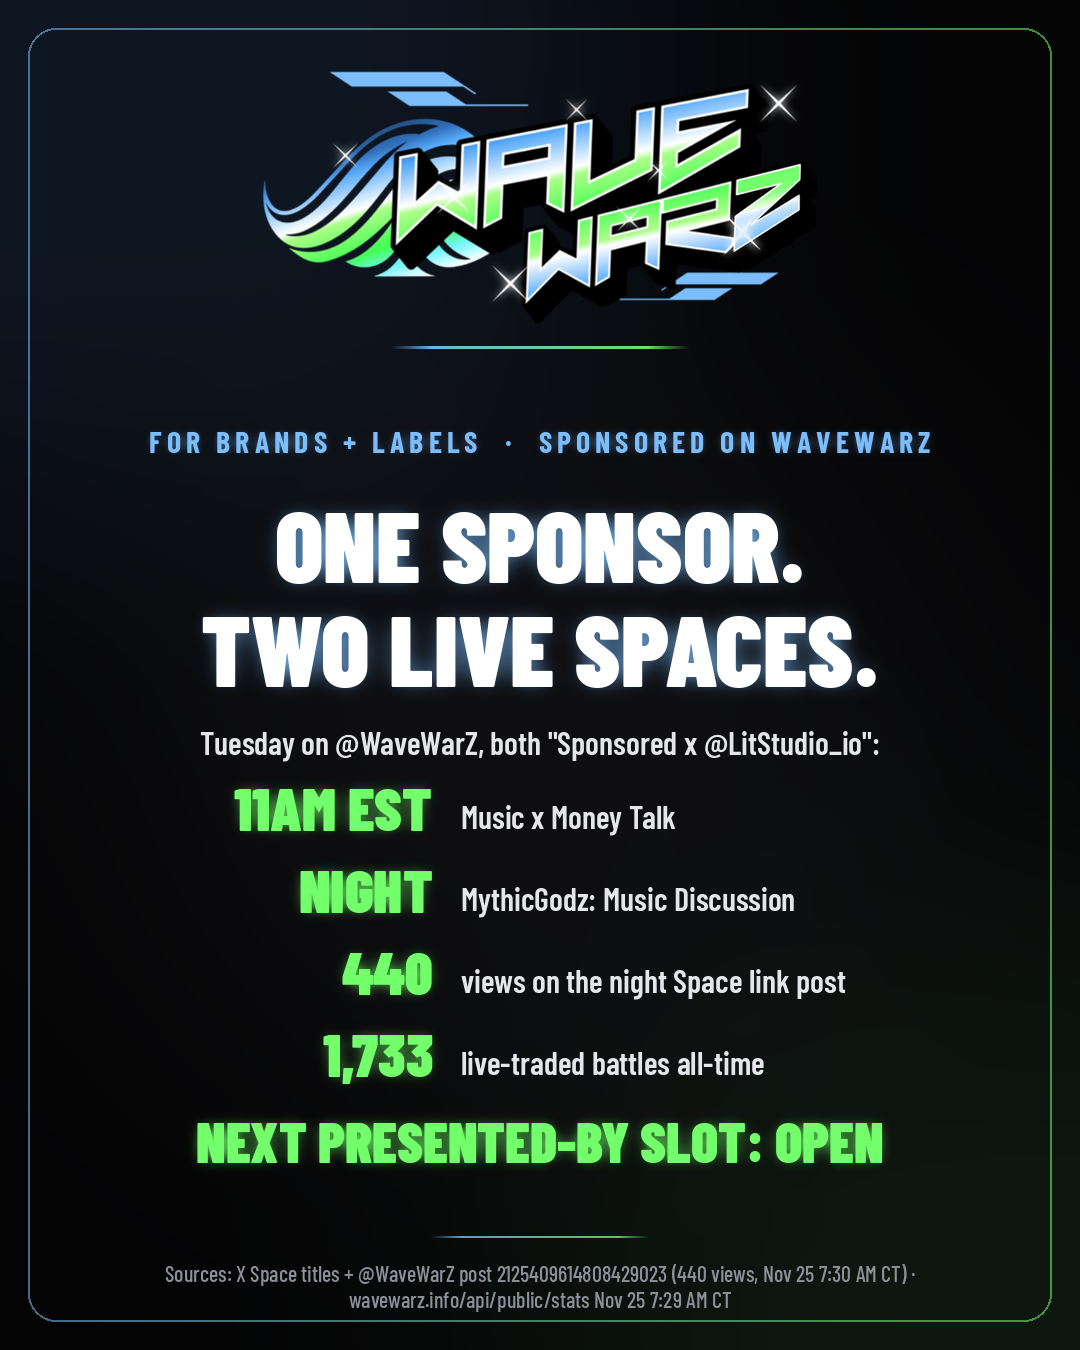 WAVE
WARZ
FOR BRANDS + LABELS · SPONSORED ON WAVEWARZ
ONE SPONSOR.
TWO LIVE SPACES.
Tuesday on @WaveWarZ, both "Sponsored x @LitStudio_io":
11AM EST Music x Money Talk
NIGHT MythicGodz: Music Discussion
440 views on the night Space link post
1,733 live-traded battles all-time
NEXT PRESENTED-BY SLOT: OPEN
Sources: X Space titles + @WaveWarZ post 2125409614808429023 (440 views, Nov 25 7:30 AM CT) ·
wavewarz.info/api/public/stats Nov 25 7:29 AM CT